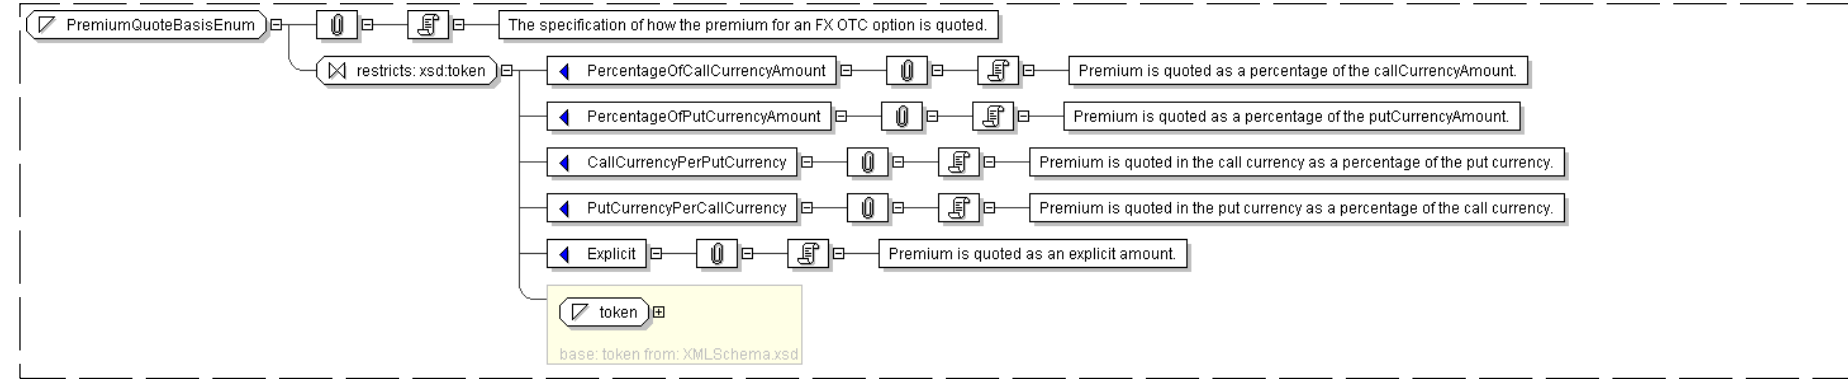 PremiumQuoteBasisEnum The specification of how the premium for an FX OTC option is quoted.
restricts: xsd:token PercentageOfCallCurrencyAmount Premium is quoted as a percentage of the callCurrencyAmount.
PercentageOfPutCurrencyAmount Premium is quoted as a percentage of the putCurrencyAmount.
CallCurrencyPerPutCurrency Premium is quoted in the call currency as a percentage of the put currency.
PutCurrencyPerCallCurrency Premium is quoted in the put currency as a percentage of the call currency.
Explicit Premium is quoted as an explicit amount.
token
base: token from: XMLSchema.xsd